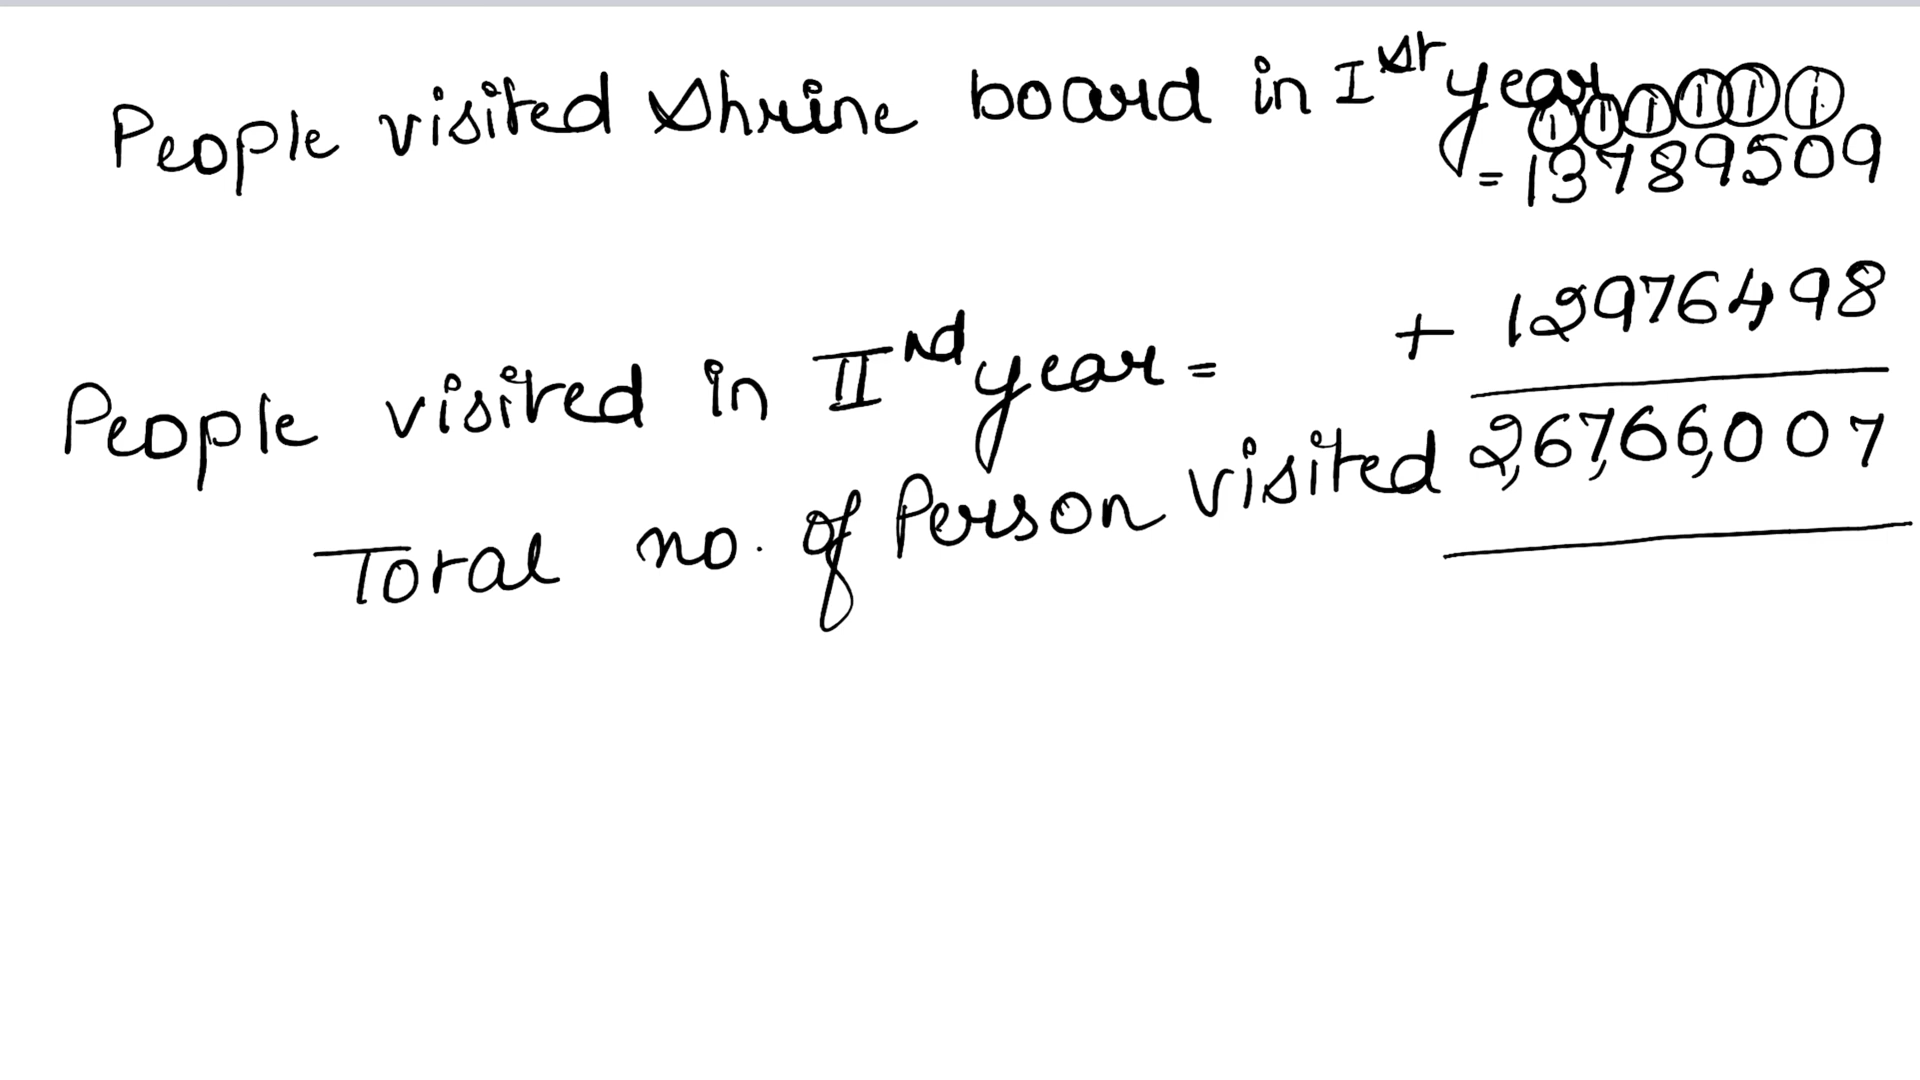 People visited Shrine board in Ist year
① ① ① ① ① ①
= 13789509
+ 12976498
People visited in IInd year =
Total no. of Person visited 2,67,66,007